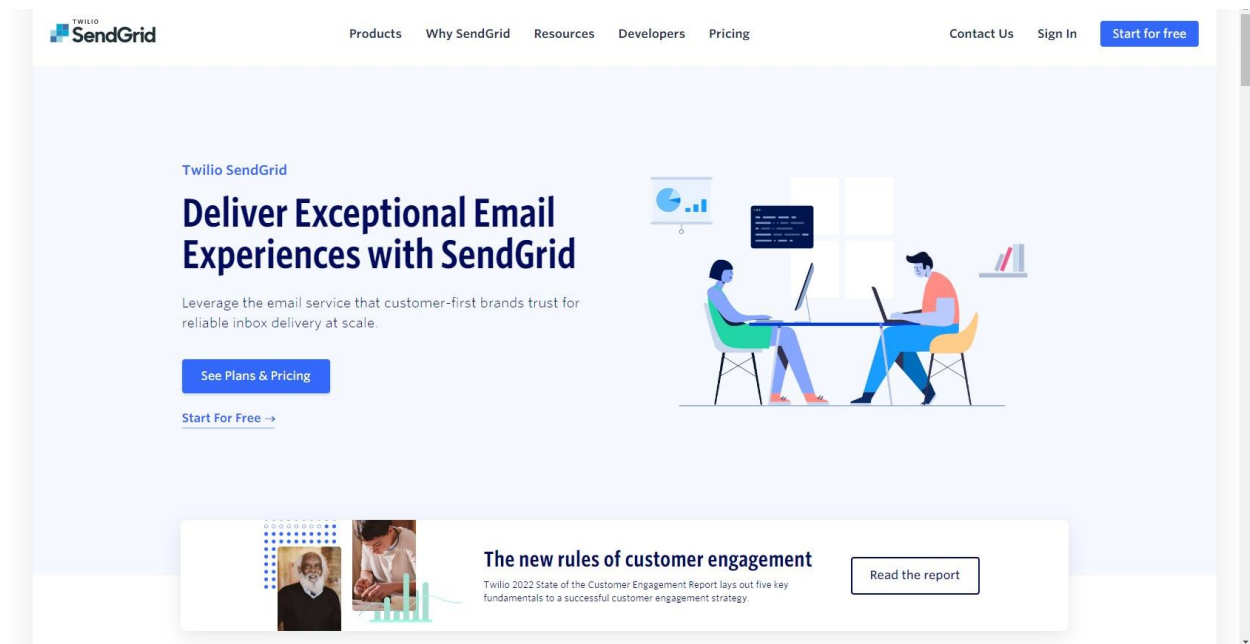 TWILIO
SendGrid
Products Why SendGrid Resources Developers Pricing Contact Us Sign In Start for free
Twilio SendGrid
Deliver Exceptional Email
Experiences with SendGrid
Leverage the email service that customer-first brands trust for
reliable inbox delivery at scale.
See Plans & Pricing
Start For Free →
The new rules of customer engagement
Twilio 2022 State of the Customer Engagement Report lays out five key
fundamentals to a successful customer engagement strategy.
Read the report